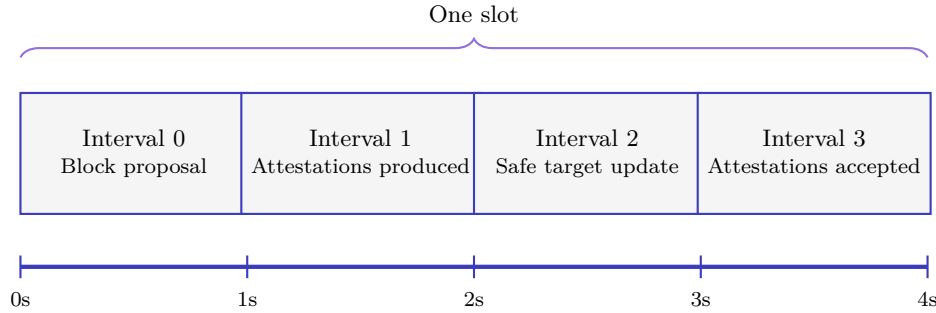 One slot
Interval 0
Block proposal
Interval 1
Attestations produced
Interval 2
Safe target update
Interval 3
Attestations accepted
0s
1s
2s
3s
4s